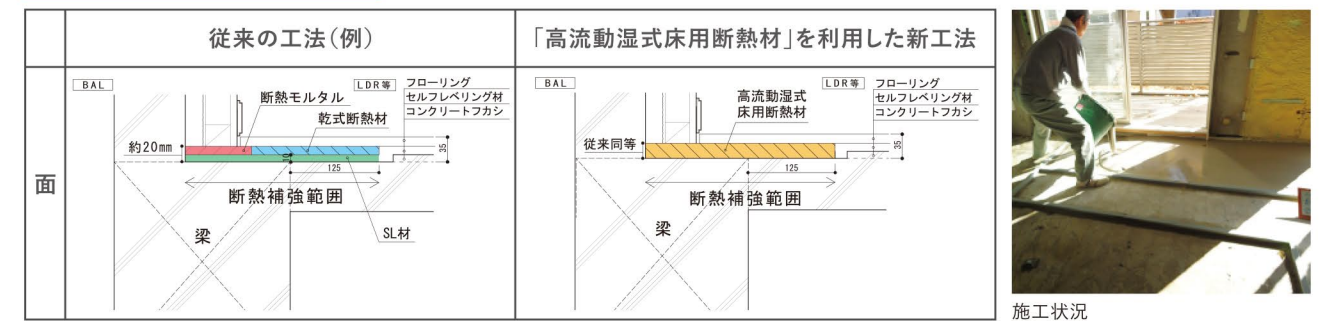 従来の工法(例)
「高流動湿式床用断熱材」を利用した新工法
面
BAL
LDR等
フローリング
セルフレベリング材
コンクリートフカシ
断熱モルタル
乾式断熱材
約20mm
35
10
125
断熱補強範囲
梁
SL材
BAL
LDR等
フローリング
セルフレベリング材
コンクリートフカシ
高流動湿式
床用断熱材
従来同等
35
125
断熱補強範囲
梁
施工状況